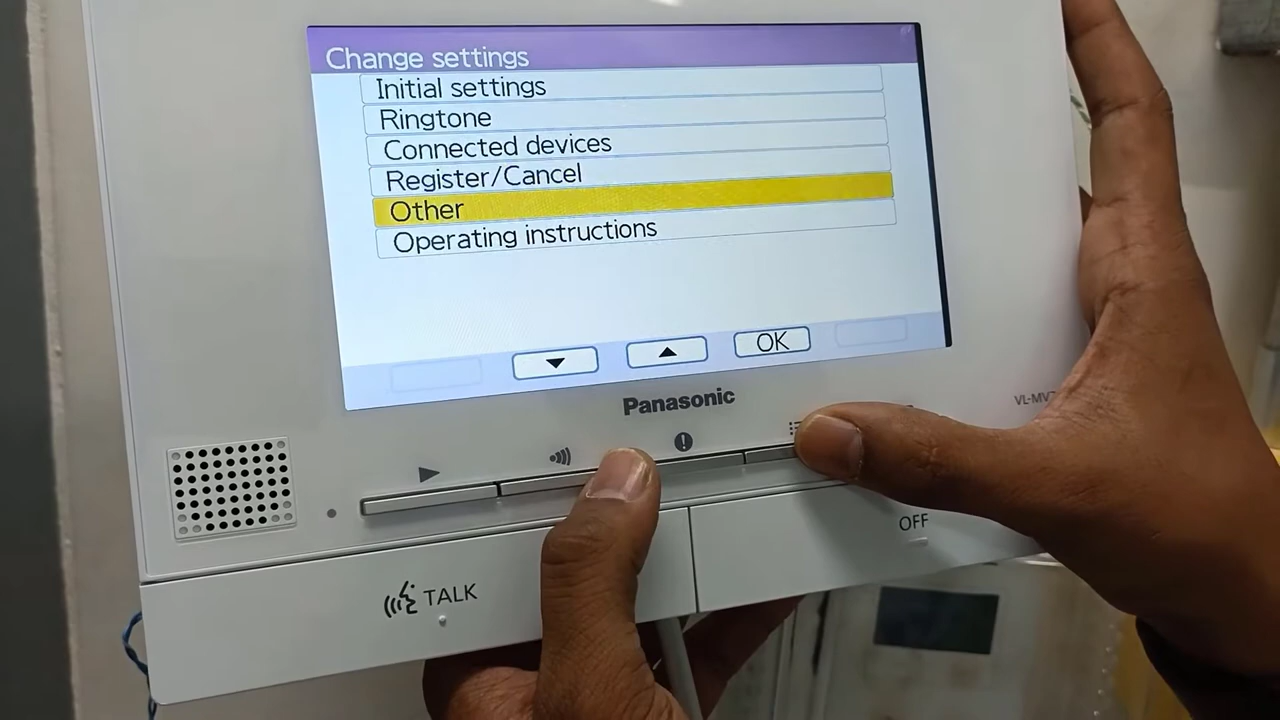 Change settings
Initial settings
Ringtone
Connected devices
Register/Cancel
Other
Operating instructions
OK
Panasonic
TALK
OFF